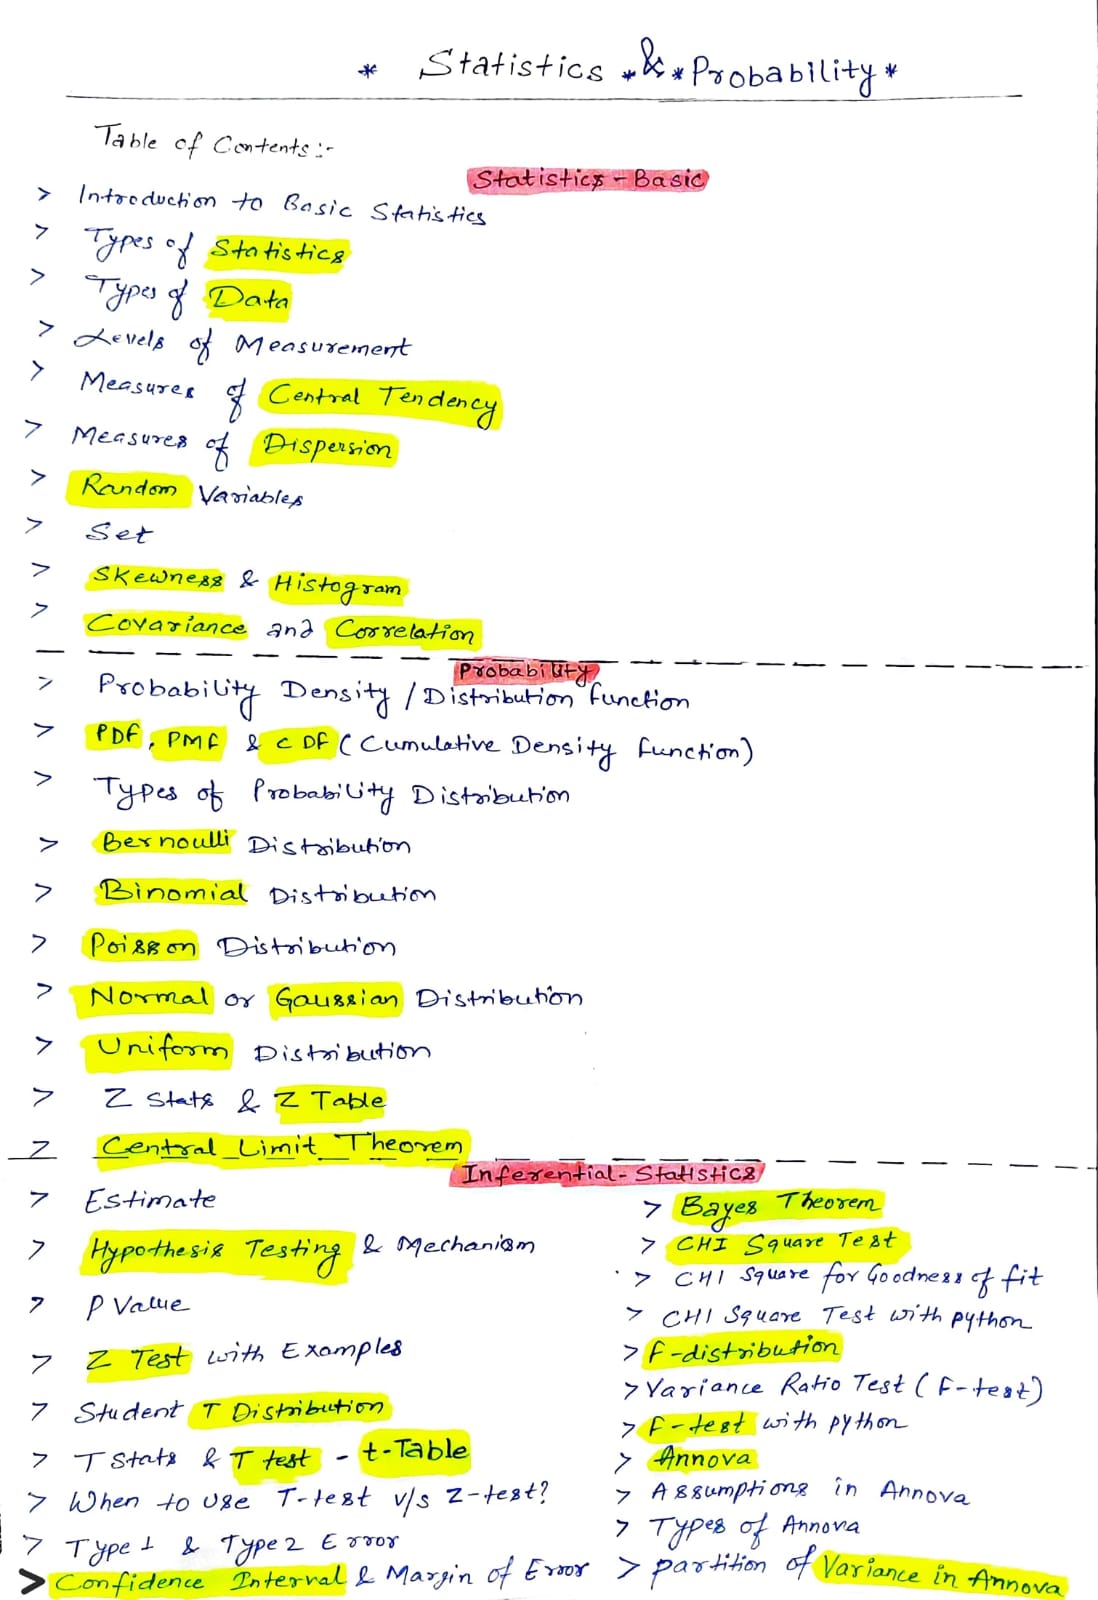 * Statistics * & * Probability *
Table of Contents :-
Statistics - Basic
> Introduction to Basic Statistics
> Types of Statistics
> Types of Data
> Levels of Measurement
> Measures of Central Tendency
> Measures of Dispersion
> Random Variables
> Set
> Skewness & Histogram
> Covariance and Correlation
Probability
> Probability Density / Distribution function
> PDF, PMF & CDF (Cumulative Density function)
> Types of Probability Distribution
> Bernoulli Distribution
> Binomial Distribution
> Poisson Distribution
> Normal or Gaussian Distribution
> Uniform Distribution
> Z Stats & Z Table
> Central Limit Theorem
Inferential - Statistics
> Estimate
> Hypothesis Testing & Mechanism
> P Value
> Z Test with Examples
> Student T Distribution
> T Stats & T test - t-Table
> When to use T-test v/s Z-test?
> Type 1 & Type 2 Error
> Confidence Interval & Margin of Error
> Bayes Theorem
> CHI Square Test
> CHI Square for Goodness of fit
> CHI Square Test with python
> F-distribution
> Variance Ratio Test (F-test)
> F-test with python
> Annova
> Assumptions in Annova
> Types of Annova
> Partition of Variance in Annova